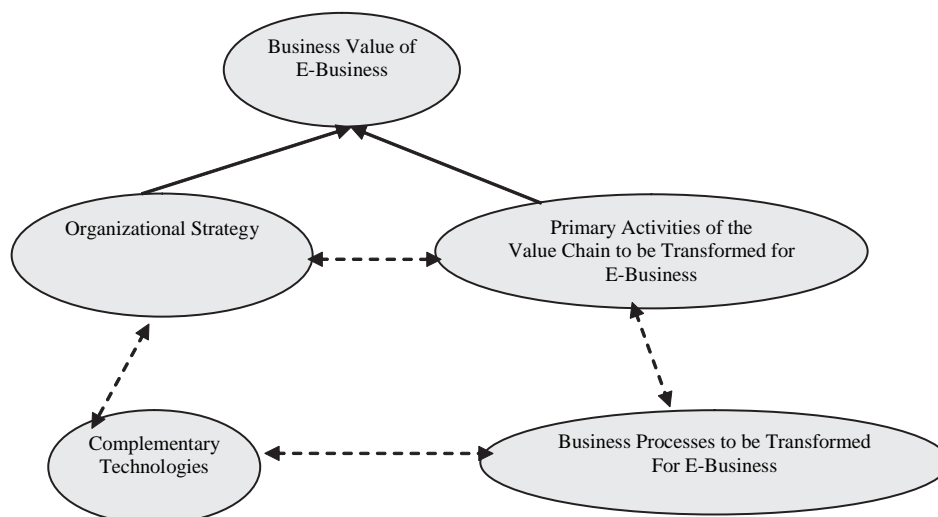 Business Value of
E-Business
Organizational Strategy
Primary Activities of the
Value Chain to be Transformed for
E-Business
Complementary
Technologies
Business Processes to be Transformed
For E-Business